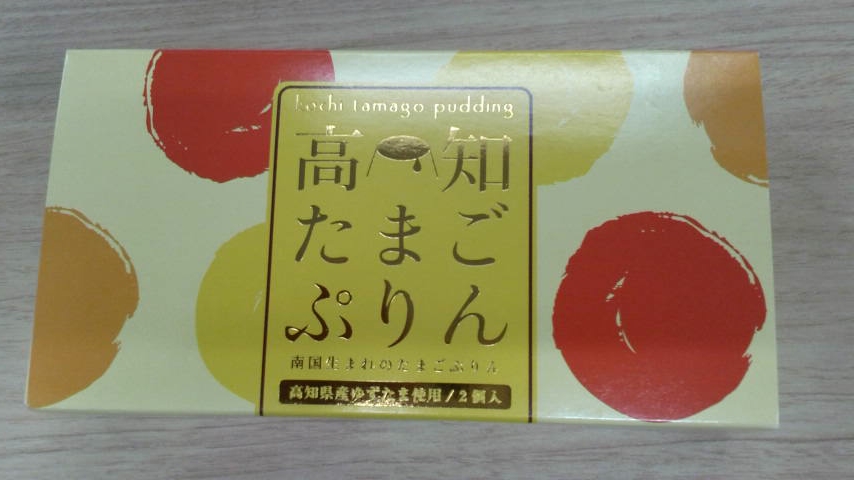 kochi tamago pudding
高知
たまご
ぷりん
南国生まれのたまごぷりん
高知県産ゆずたま使用/2個入